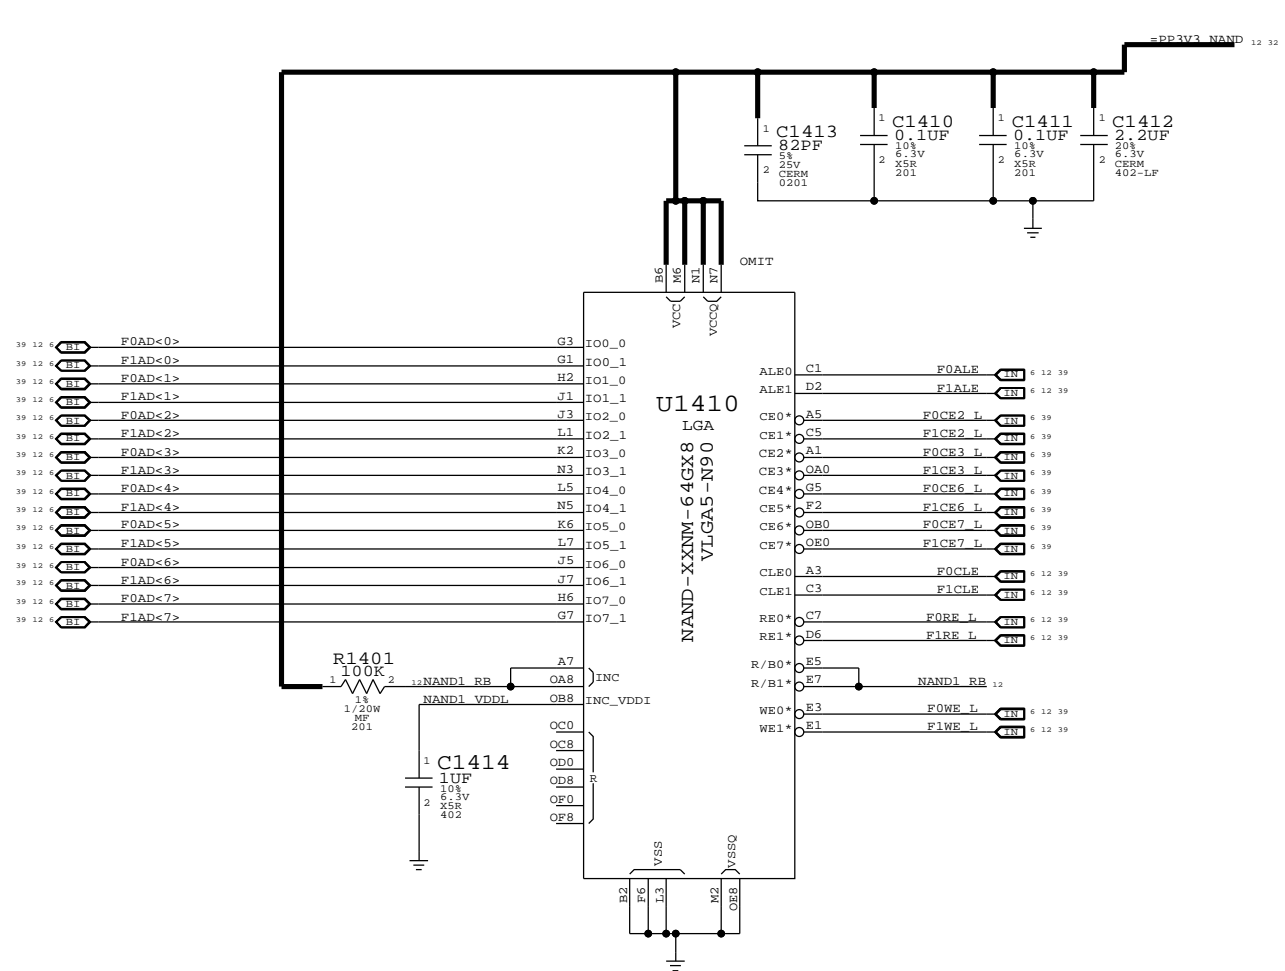 =PP3V3_NAND 12 32
1 C1413
82PF
5%
25V
2 CERM
0201
1 C1410
0.1UF
10%
6.3V
2 X5R
201
1 C1411
0.1UF
10%
6.3V
2 X5R
201
1 C1412
2.2UF
20%
6.3V
2 CERM
402-LF
OMIT
B6 M6 N1 N7
VCC VCCQ
39 12 6 BI F0AD<0> G3 IO0_0
39 12 6 BI F1AD<0> G1 IO0_1
39 12 6 BI F0AD<1> H2 IO1_0
39 12 6 BI F1AD<1> J1 IO1_1
39 12 6 BI F0AD<2> J3 IO2_0
39 12 6 BI F1AD<2> L1 IO2_1
39 12 6 BI F0AD<3> K2 IO3_0
39 12 6 BI F1AD<3> N3 IO3_1
39 12 6 BI F0AD<4> L5 IO4_0
39 12 6 BI F1AD<4> N5 IO4_1
39 12 6 BI F0AD<5> K6 IO5_0
39 12 6 BI F1AD<5> L7 IO5_1
39 12 6 BI F0AD<6> J5 IO6_0
39 12 6 BI F1AD<6> J7 IO6_1
39 12 6 BI F0AD<7> H6 IO7_0
39 12 6 BI F1AD<7> G7 IO7_1
U1410
LGA
NAND-XXNM-64GX8
VLGA5-N90
ALE0 C1 F0ALE IN 6 12 39
ALE1 D2 F1ALE IN 6 12 39
CE0* A5 F0CE2_L IN 6 39
CE1* C5 F1CE2_L IN 6 39
CE2* A1 F0CE3_L IN 6 39
CE3* OA0 F1CE3_L IN 6 39
CE4* G5 F0CE6_L IN 6 39
CE5* F2 F1CE6_L IN 6 39
CE6* OB0 F0CE7_L IN 6 39
CE7* OE0 F1CE7_L IN 6 39
CLE0 A3 F0CLE IN 6 12 39
CLE1 C3 F1CLE IN 6 12 39
RE0* C7 F0RE_L IN 6 12 39
RE1* D6 F1RE_L IN 6 12 39
R/B0* E5
R/B1* E7 NAND1_RB 12
WE0* E3 F0WE_L IN 6 12 39
WE1* E1 F1WE_L IN 6 12 39
R1401
100K
1 2
1%
1/20W
MF
201
12 NAND1_RB
A7
OA8
INC
NAND1_VDDL OB8 INC_VDDI
OC0
OC8
OD0
OD8
OF0
OF8
R
1 C1414
1UF
10%
6.3V
2 X5R
402
VSS VSSQ
B2 F6 L3 M2 OE8